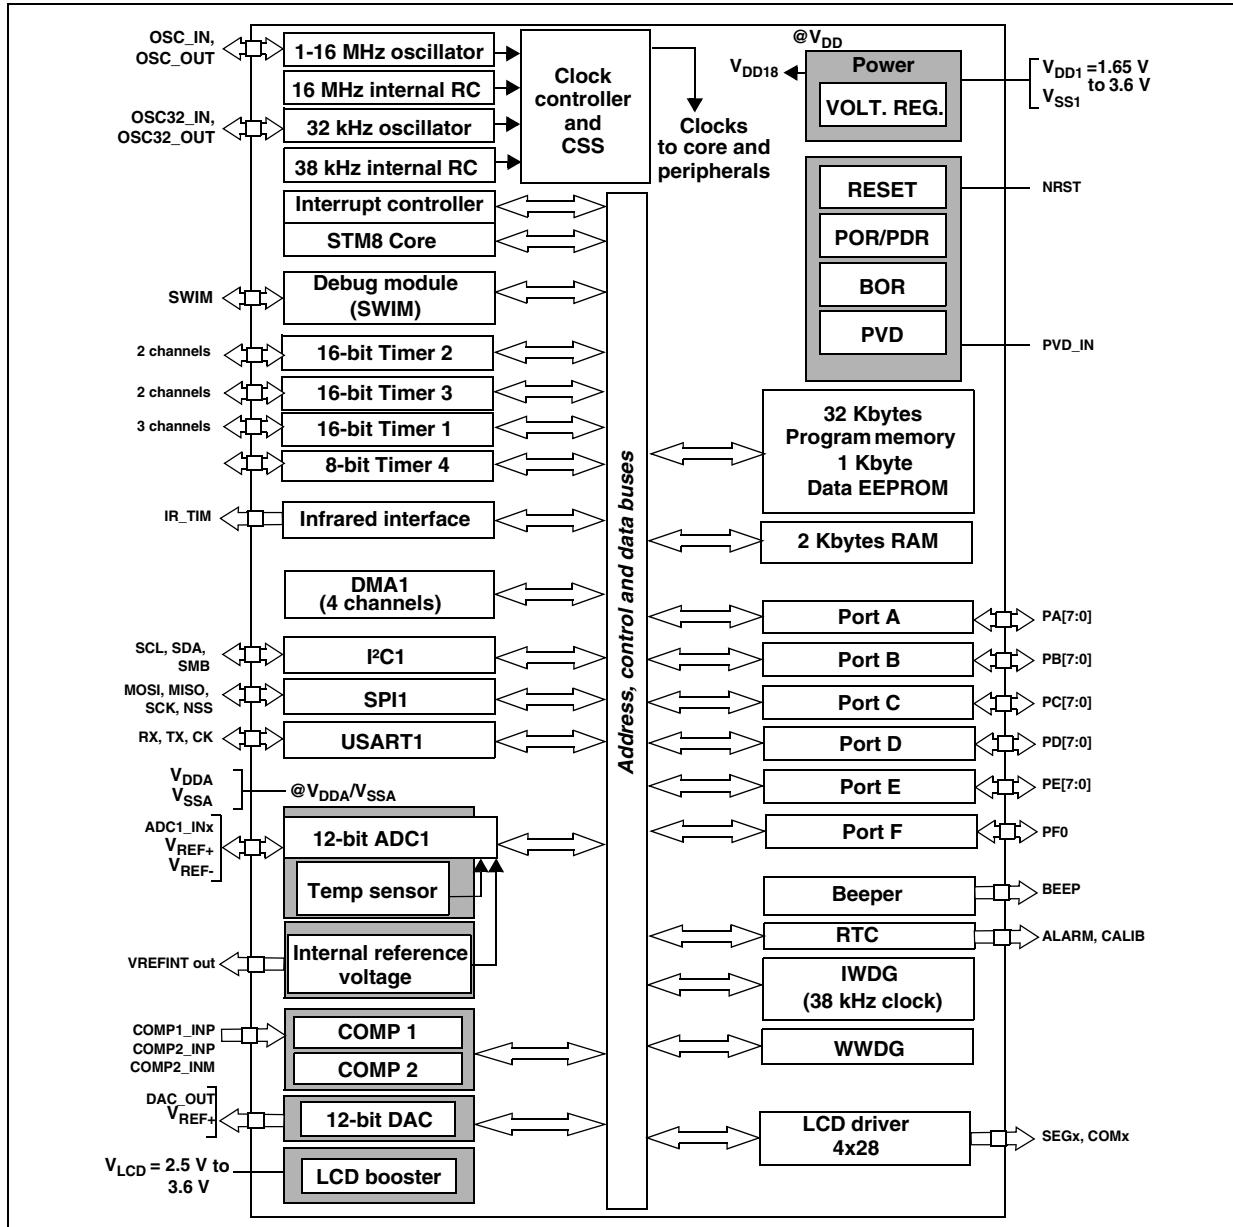 OSC_IN,
OSC_OUT
1-16 MHz oscillator
16 MHz internal RC
OSC32_IN,
OSC32_OUT
32 kHz oscillator
38 kHz internal RC
Clock
controller
and
CSS
Clocks
to core and
peripherals
@VDD
VDD18
Power
VOLT. REG.
VDD1 =1.65 V
to 3.6 V
VSS1
RESET
NRST
POR/PDR
BOR
PVD
PVD_IN
Interrupt controller
STM8 Core
SWIM
Debug module
(SWIM)
2 channels
16-bit Timer 2
2 channels
16-bit Timer 3
3 channels
16-bit Timer 1
8-bit Timer 4
IR_TIM
Infrared interface
DMA1
(4 channels)
SCL, SDA,
SMB
I²C1
MOSI, MISO,
SCK, NSS
SPI1
RX, TX, CK
USART1
VDDA
VSSA
@VDDA/VSSA
ADC1_INx
VREF+
VREF-
12-bit ADC1
Temp sensor
VREFINT out
Internal reference
voltage
COMP1_INP
COMP2_INP
COMP2_INM
COMP 1
COMP 2
DAC_OUT
VREF+
12-bit DAC
VLCD = 2.5 V to
3.6 V
LCD booster
Address, control and data buses
32 Kbytes
Program memory
1 Kbyte
Data EEPROM
2 Kbytes RAM
Port A
PA[7:0]
Port B
PB[7:0]
Port C
PC[7:0]
Port D
PD[7:0]
Port E
PE[7:0]
Port F
PF0
Beeper
BEEP
RTC
ALARM, CALIB
IWDG
(38 kHz clock)
WWDG
LCD driver
4x28
SEGx, COMx